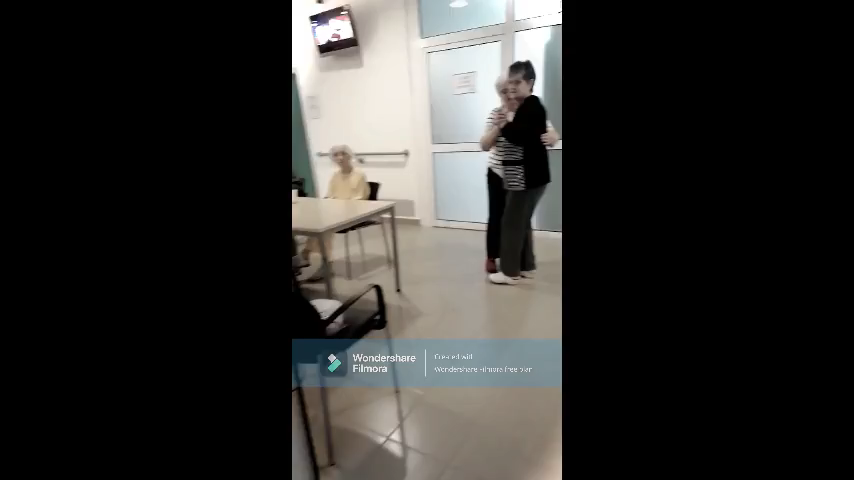 Wondershare
Filmora
Created with
Wondershare Filmora free plan